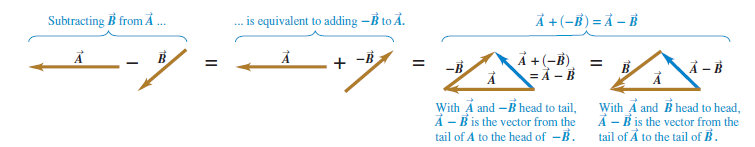 Subtracting B⃗ from A⃗ ...
... is equivalent to adding −B⃗ to A⃗.
A⃗ + (−B⃗) = A⃗ − B⃗
A⃗ − B⃗ = A⃗ + −B⃗ = −B⃗ A⃗ A⃗ + (−B⃗) = A⃗ − B⃗ = B⃗ A⃗ A⃗ − B⃗
With A⃗ and −B⃗ head to tail,
A⃗ − B⃗ is the vector from the
tail of A to the head of −B⃗.
With A⃗ and B⃗ head to head,
A⃗ − B⃗ is the vector from the
tail of A⃗ to the tail of B⃗.